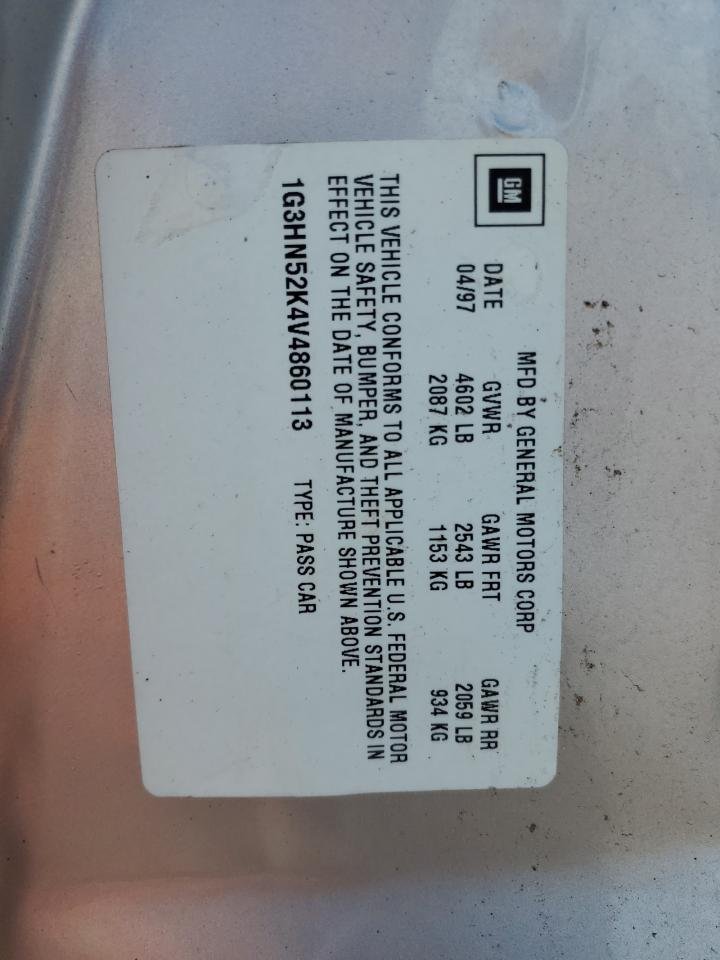 GM
MFD BY GENERAL MOTORS CORP
DATE GVWR GAWR FRT GAWR RR
04/97 4602 LB 2543 LB 2059 LB
2087 KG 1153 KG 934 KG
THIS VEHICLE CONFORMS TO ALL APPLICABLE U.S. FEDERAL MOTOR
VEHICLE SAFETY, BUMPER, AND THEFT PREVENTION STANDARDS IN
EFFECT ON THE DATE OF MANUFACTURE SHOWN ABOVE.
1G3HN52K4V4860113 TYPE: PASS CAR